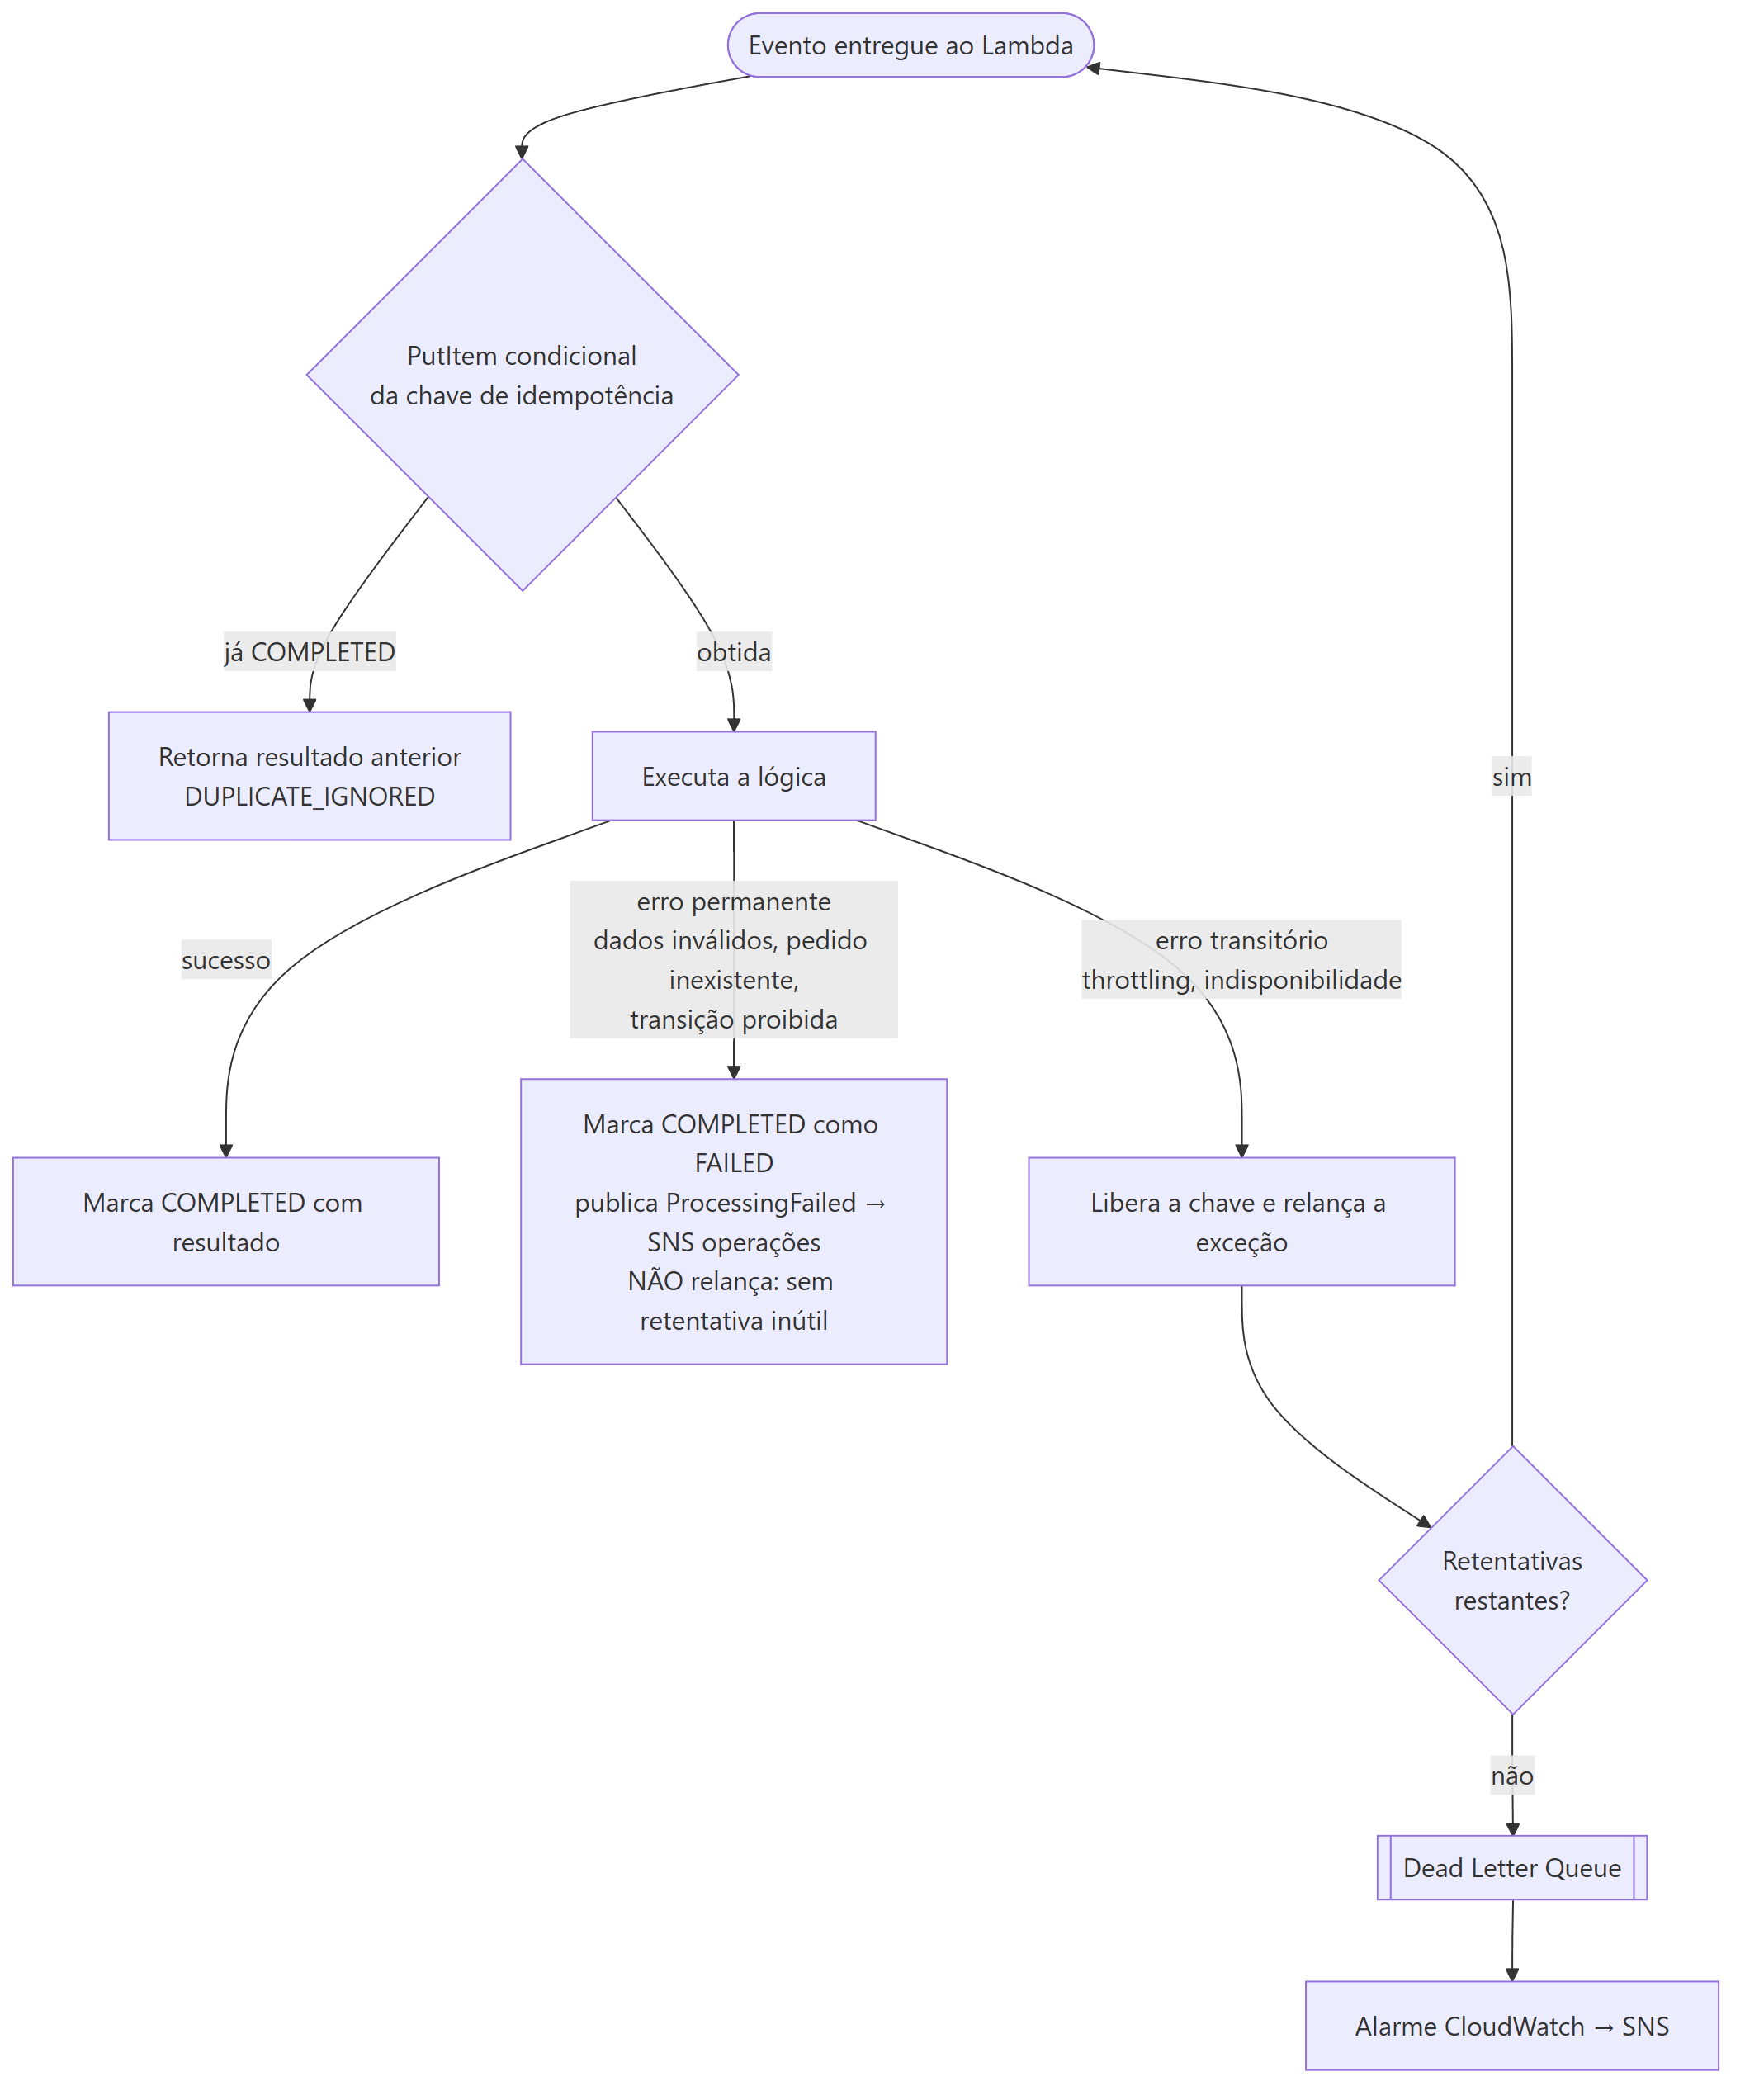 Evento entregue ao Lambda
PutItem condicional
da chave de idempotência
já COMPLETED
obtida
Retorna resultado anterior
DUPLICATE_IGNORED
Executa a lógica
sim
sucesso
erro permanente
dados inválidos, pedido
inexistente,
transição proibida
erro transitório
throttling, indisponibilidade
Marca COMPLETED com
resultado
Marca COMPLETED como
FAILED
publica ProcessingFailed →
SNS operações
NÃO relança: sem
retentativa inútil
Libera a chave e relança a
exceção
Retentativas
restantes?
não
Dead Letter Queue
Alarme CloudWatch → SNS